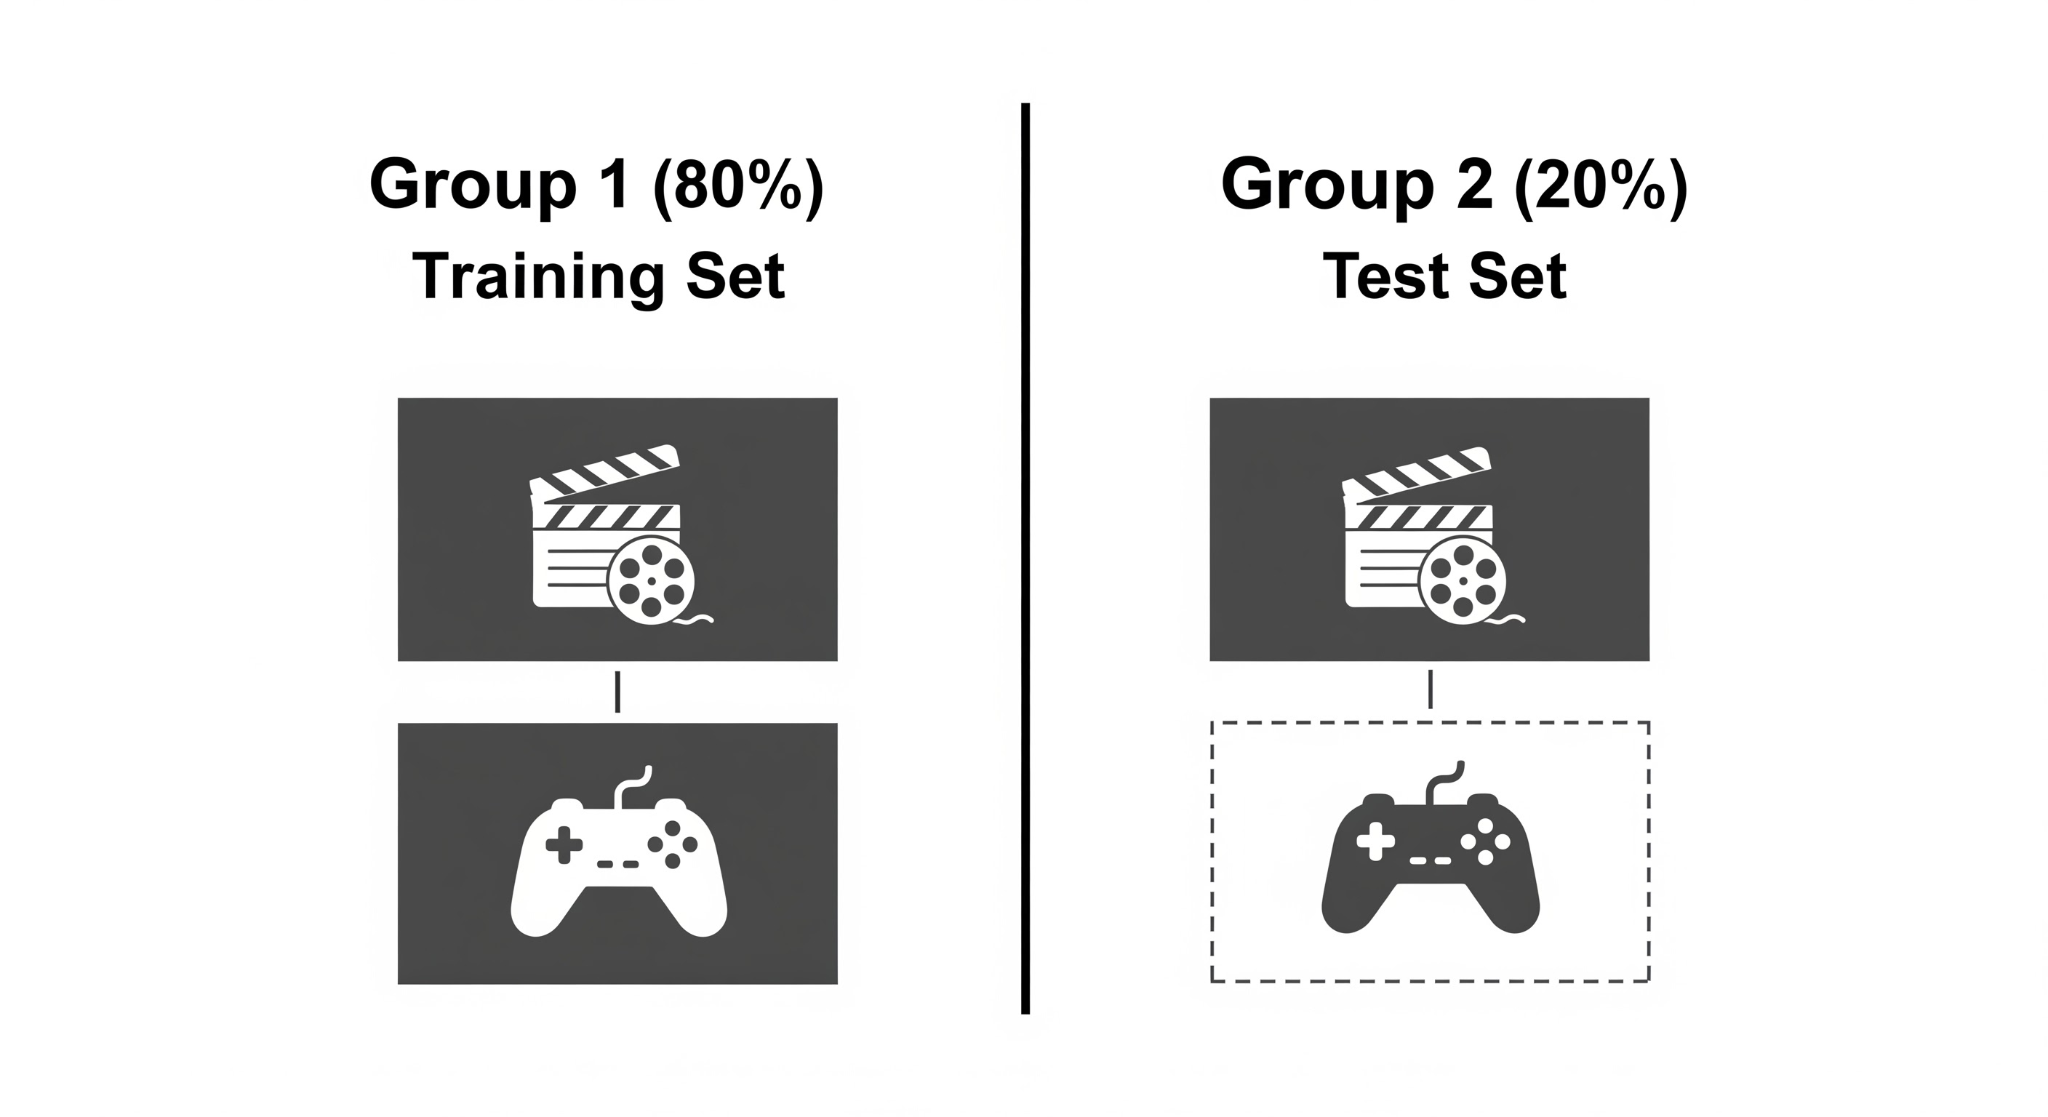 Group 1 (80%)
Training Set
Group 2 (20%)
Test Set